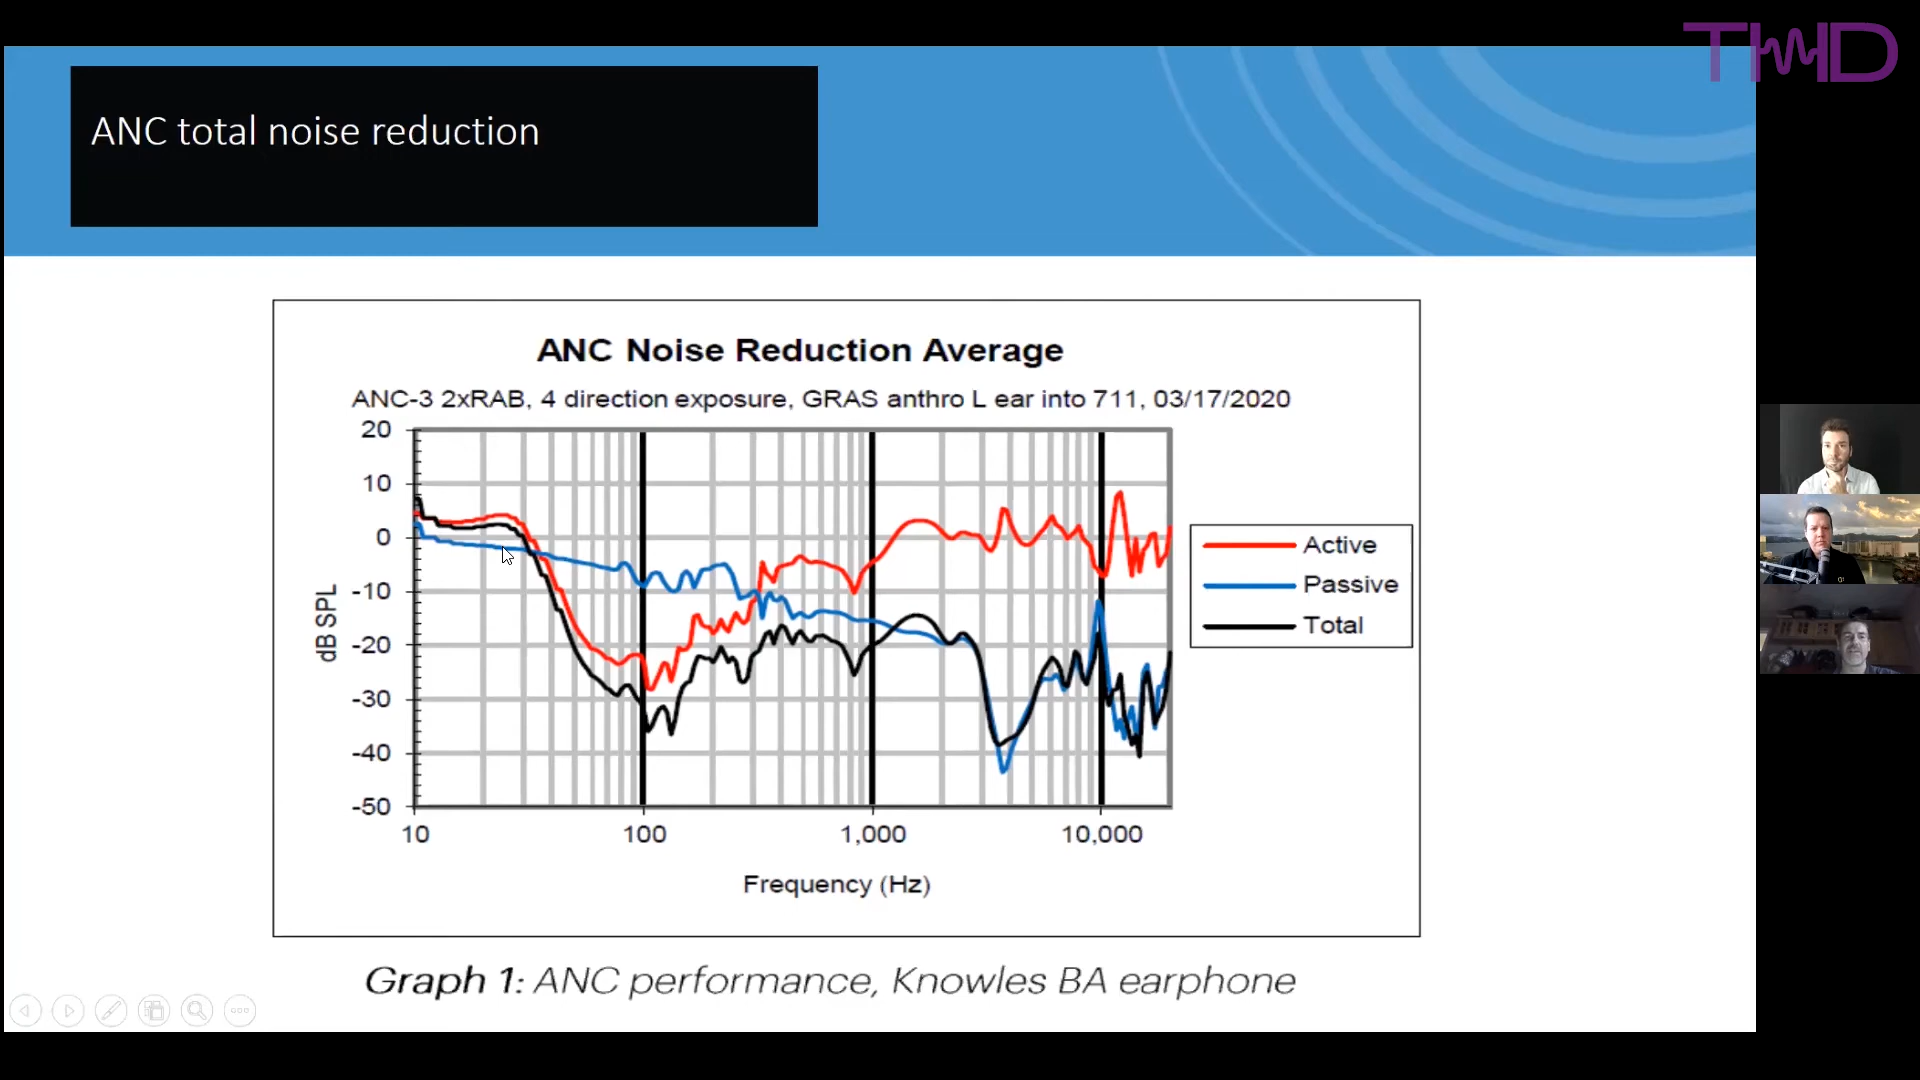 TMD
ANC total noise reduction
ANC Noise Reduction Average
ANC-3 2xRAB, 4 direction exposure, GRAS anthro L ear into 711, 03/17/2020
20
10
0
-10
-20
-30
-40
-50
dB SPL
10
100
1,000
10,000
Frequency (Hz)
Active
Passive
Total
Graph 1: ANC performance, Knowles BA earphone